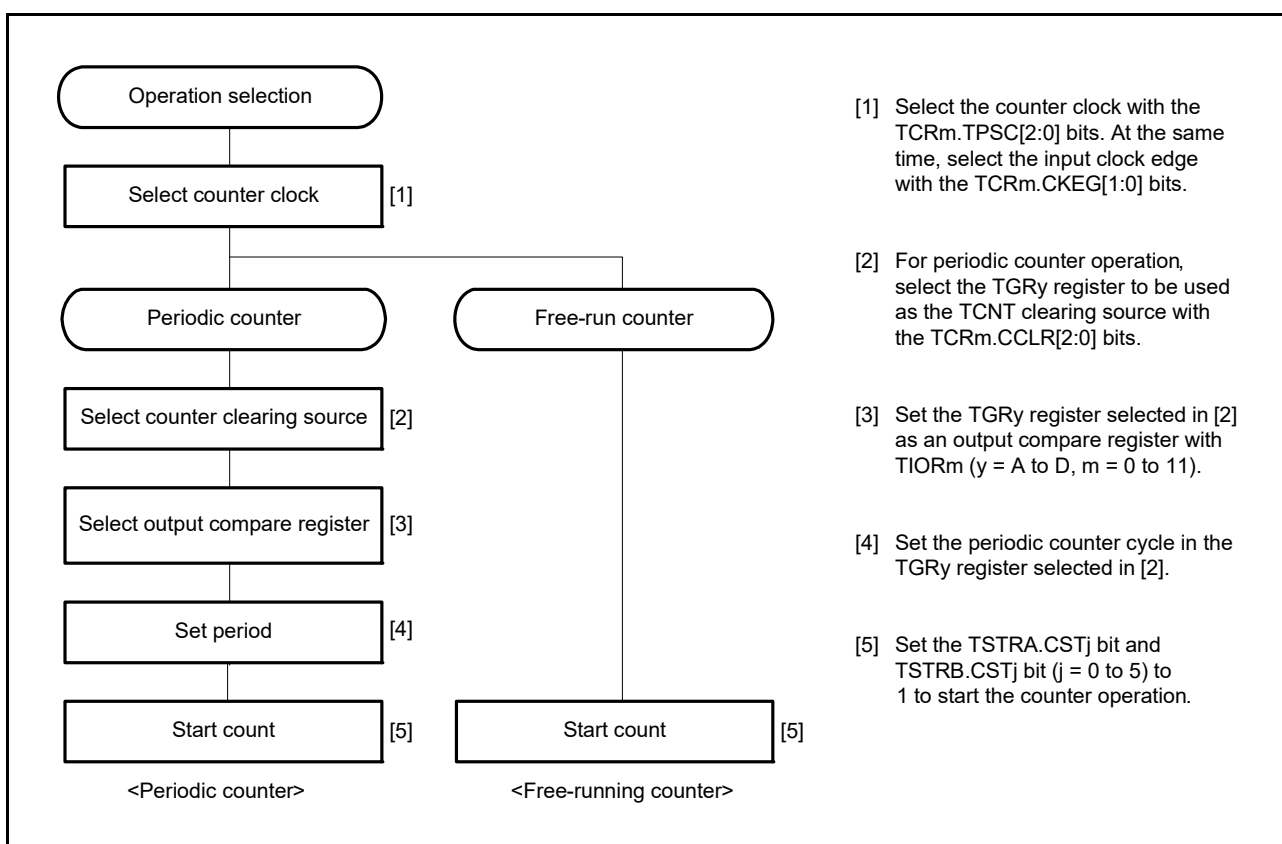 Operation selection
Select counter clock
[1]
Periodic counter
Free-run counter
Select counter clearing source
[2]
Select output compare register
[3]
Set period
[4]
Start count
[5]
Start count
[5]
<Periodic counter>
<Free-running counter>
[1] Select the counter clock with the
TCRm.TPSC[2:0] bits. At the same
time, select the input clock edge
with the TCRm.CKEG[1:0] bits.
[2] For periodic counter operation,
select the TGRy register to be used
as the TCNT clearing source with
the TCRm.CCLR[2:0] bits.
[3] Set the TGRy register selected in [2]
as an output compare register with
TIORm (y = A to D, m = 0 to 11).
[4] Set the periodic counter cycle in the
TGRy register selected in [2].
[5] Set the TSTRA.CSTj bit and
TSTRB.CSTj bit (j = 0 to 5) to
1 to start the counter operation.